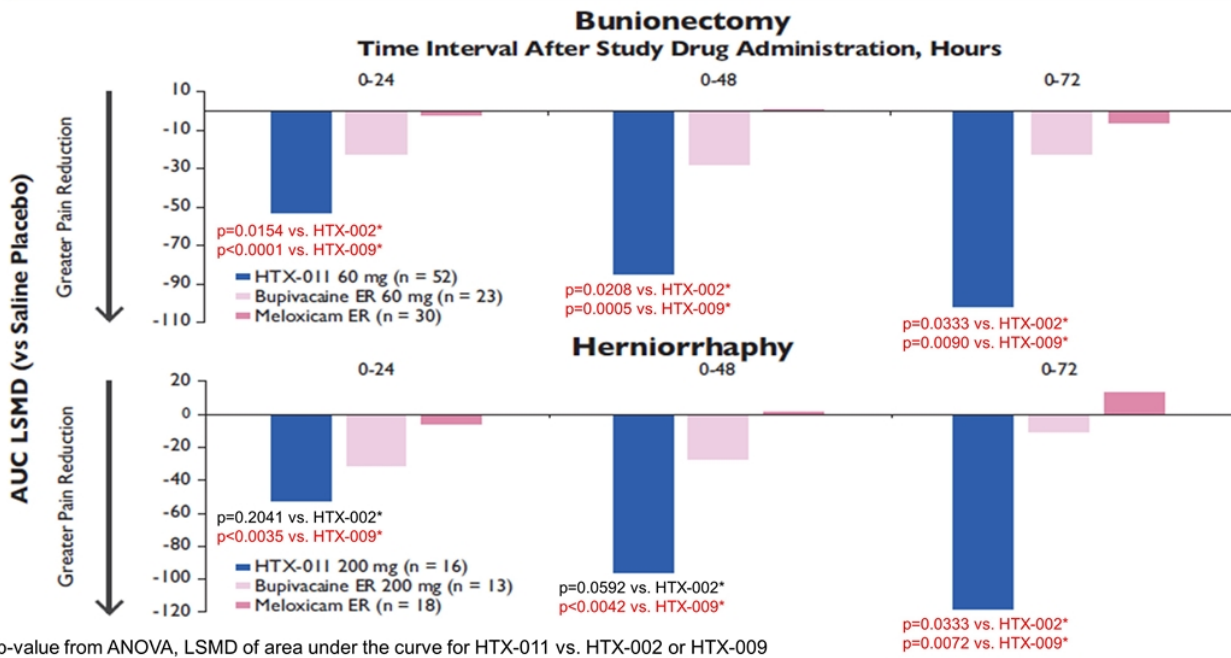 Bunionectomy
Time Interval After Study Drug Administration, Hours
0-24
0-48
0-72
AUC LSMD (vs Saline Placebo)
Greater Pain Reduction
10
-10
-30
-50
-70
-90
-110
p=0.0154 vs. HTX-002*
p<0.0001 vs. HTX-009*
HTX-011 60 mg (n = 52)
Bupivacaine ER 60 mg (n = 23)
Meloxicam ER (n = 30)
p=0.0208 vs. HTX-002*
p=0.0005 vs. HTX-009*
p=0.0333 vs. HTX-002*
p=0.0090 vs. HTX-009*
Herniorrhaphy
0-24
0-48
0-72
Greater Pain Reduction
20
0
-20
-40
-60
-80
-100
-120
p=0.2041 vs. HTX-002*
p<0.0035 vs. HTX-009*
HTX-011 200 mg (n = 16)
Bupivacaine ER 200 mg (n = 13)
Meloxicam ER (n = 18)
p=0.0592 vs. HTX-002*
p<0.0042 vs. HTX-009*
p=0.0333 vs. HTX-002*
p=0.0072 vs. HTX-009*
p-value from ANOVA, LSMD of area under the curve for HTX-011 vs. HTX-002 or HTX-009